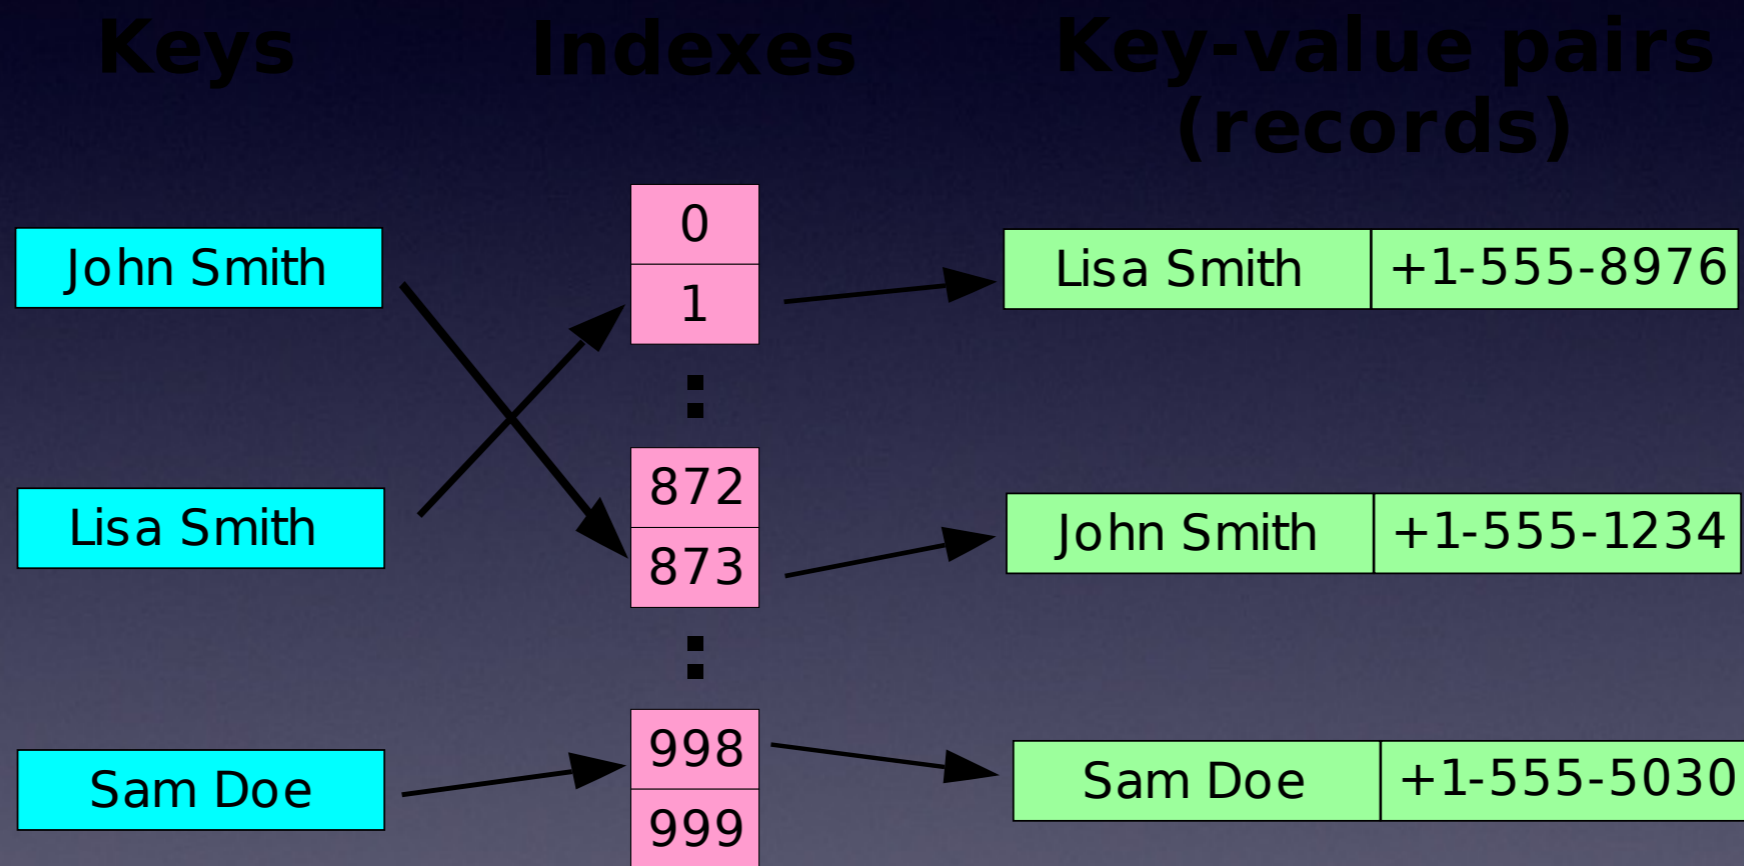 Keys
Indexes
Key-value pairs
(records)
John Smith
Lisa Smith
Sam Doe
0
1
:
872
873
:
998
999
Lisa Smith +1-555-8976
John Smith +1-555-1234
Sam Doe +1-555-5030